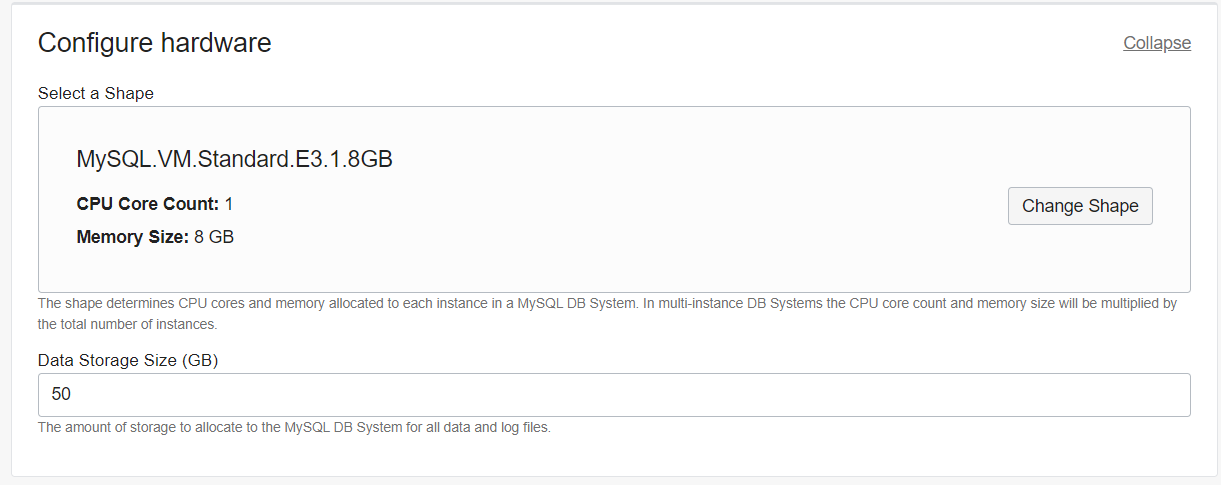 Configure hardware
Collapse
Select a Shape
MySQL.VM.Standard.E3.1.8GB
CPU Core Count: 1
Change Shape
Memory Size: 8 GB
The shape determines CPU cores and memory allocated to each instance in a MySQL DB System. In multi-instance DB Systems the CPU core count and memory size will be multiplied by
the total number of instances.
Data Storage Size (GB)
50
The amount of storage to allocate to the MySQL DB System for all data and log files.